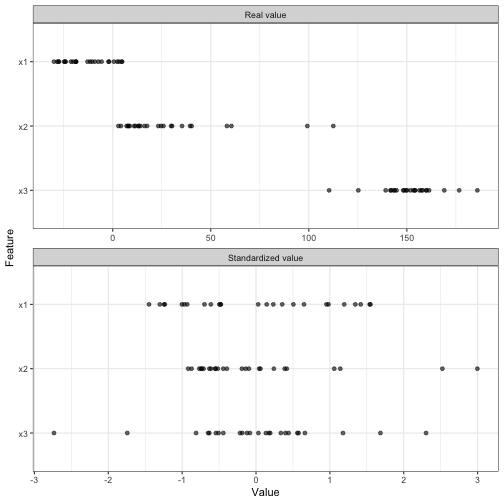 Real value
x1
x2
x3
0
50
100
150
Feature
Standardized value
x1
x2
x3
-3
-2
-1
0
1
2
3
Value